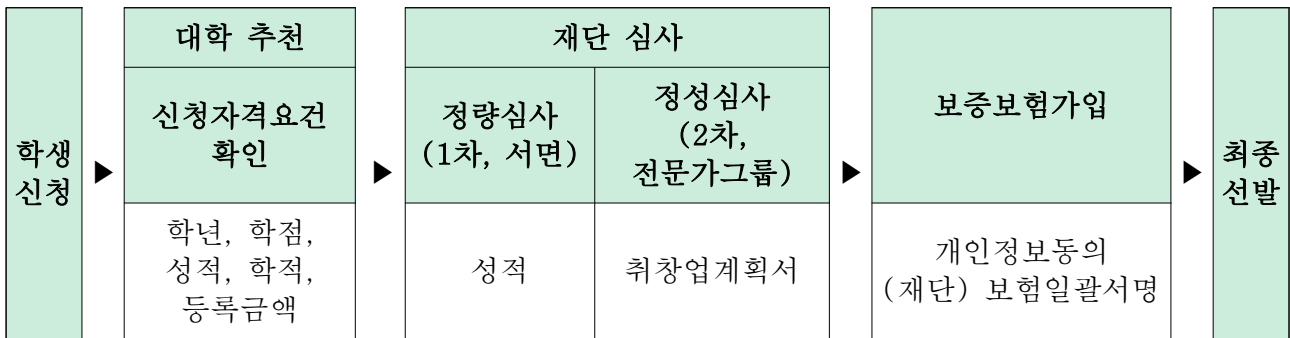 학생
신청
▶
대학 추천
신청자격요건
확인
학년, 학점,
성적, 학적,
등록금액
▶
재단 심사
정량심사
(1차, 서면)
성적
정성심사
(2차,
전문가그룹)
취창업계획서
▶
보증보험가입
개인정보동의
(재단) 보험일괄서명
▶
최종
선발